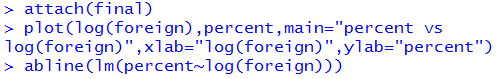 > attach(final)
> plot(log(foreign),percent,main="percent vs
log(foreign)",xlab="log(foreign)",ylab="percent")
> abline(lm(percent~log(foreign)))